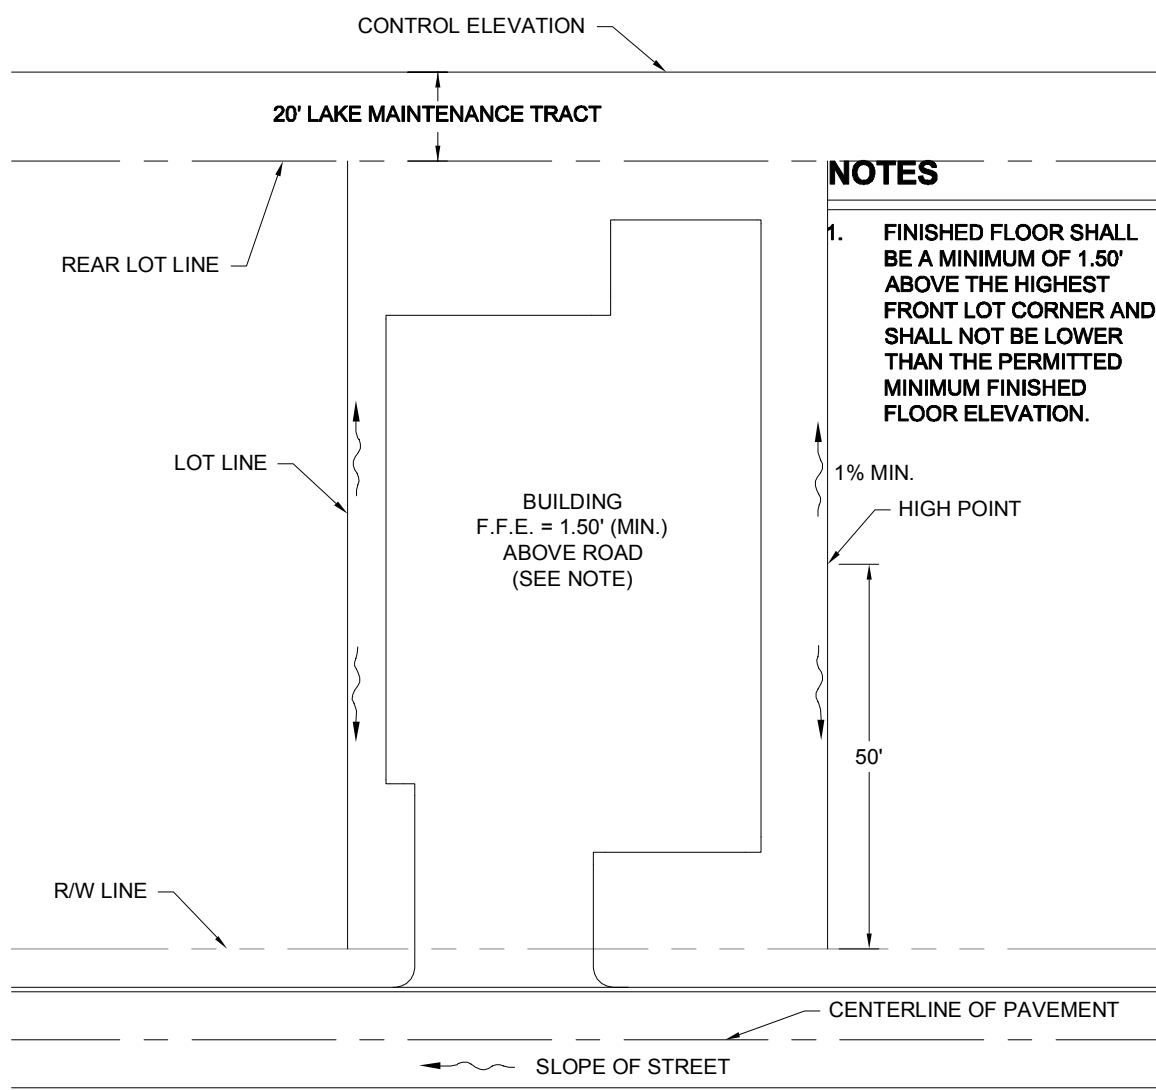 CONTROL ELEVATION
20' LAKE MAINTENANCE TRACT
NOTES
1. FINISHED FLOOR SHALL
BE A MINIMUM OF 1.50'
ABOVE THE HIGHEST
FRONT LOT CORNER AND
SHALL NOT BE LOWER
THAN THE PERMITTED
MINIMUM FINISHED
FLOOR ELEVATION.
REAR LOT LINE
LOT LINE
1% MIN.
HIGH POINT
BUILDING
F.F.E. = 1.50' (MIN.)
ABOVE ROAD
(SEE NOTE)
50'
R/W LINE
CENTERLINE OF PAVEMENT
SLOPE OF STREET